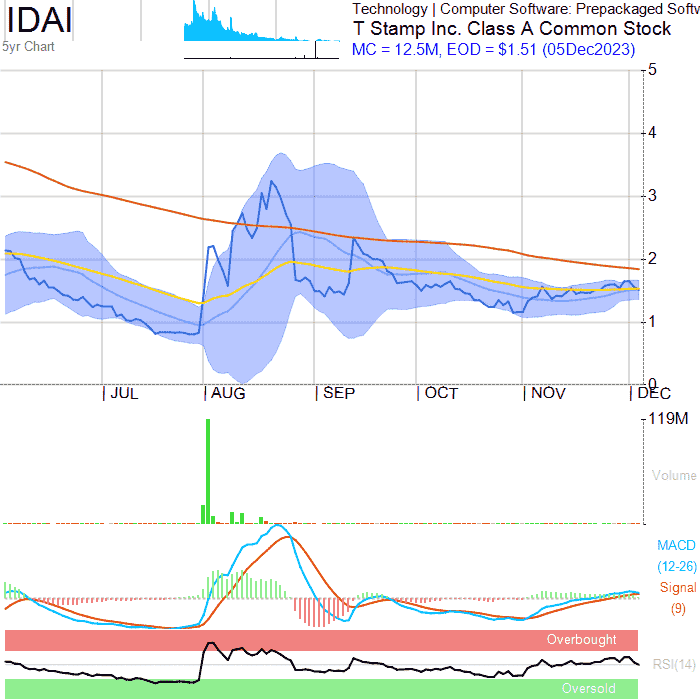 IDAI
5yr Chart
Technology | Computer Software: Prepackaged Softw
T Stamp Inc. Class A Common Stock
MC = 12.5M, EOD = $1.51 (05Dec2023)
5
4
3
2
1
0
JUL AUG SEP OCT NOV DEC
119M
Volume
MACD
(12-26)
Signal
(9)
Overbought
RSI(14)
Oversold